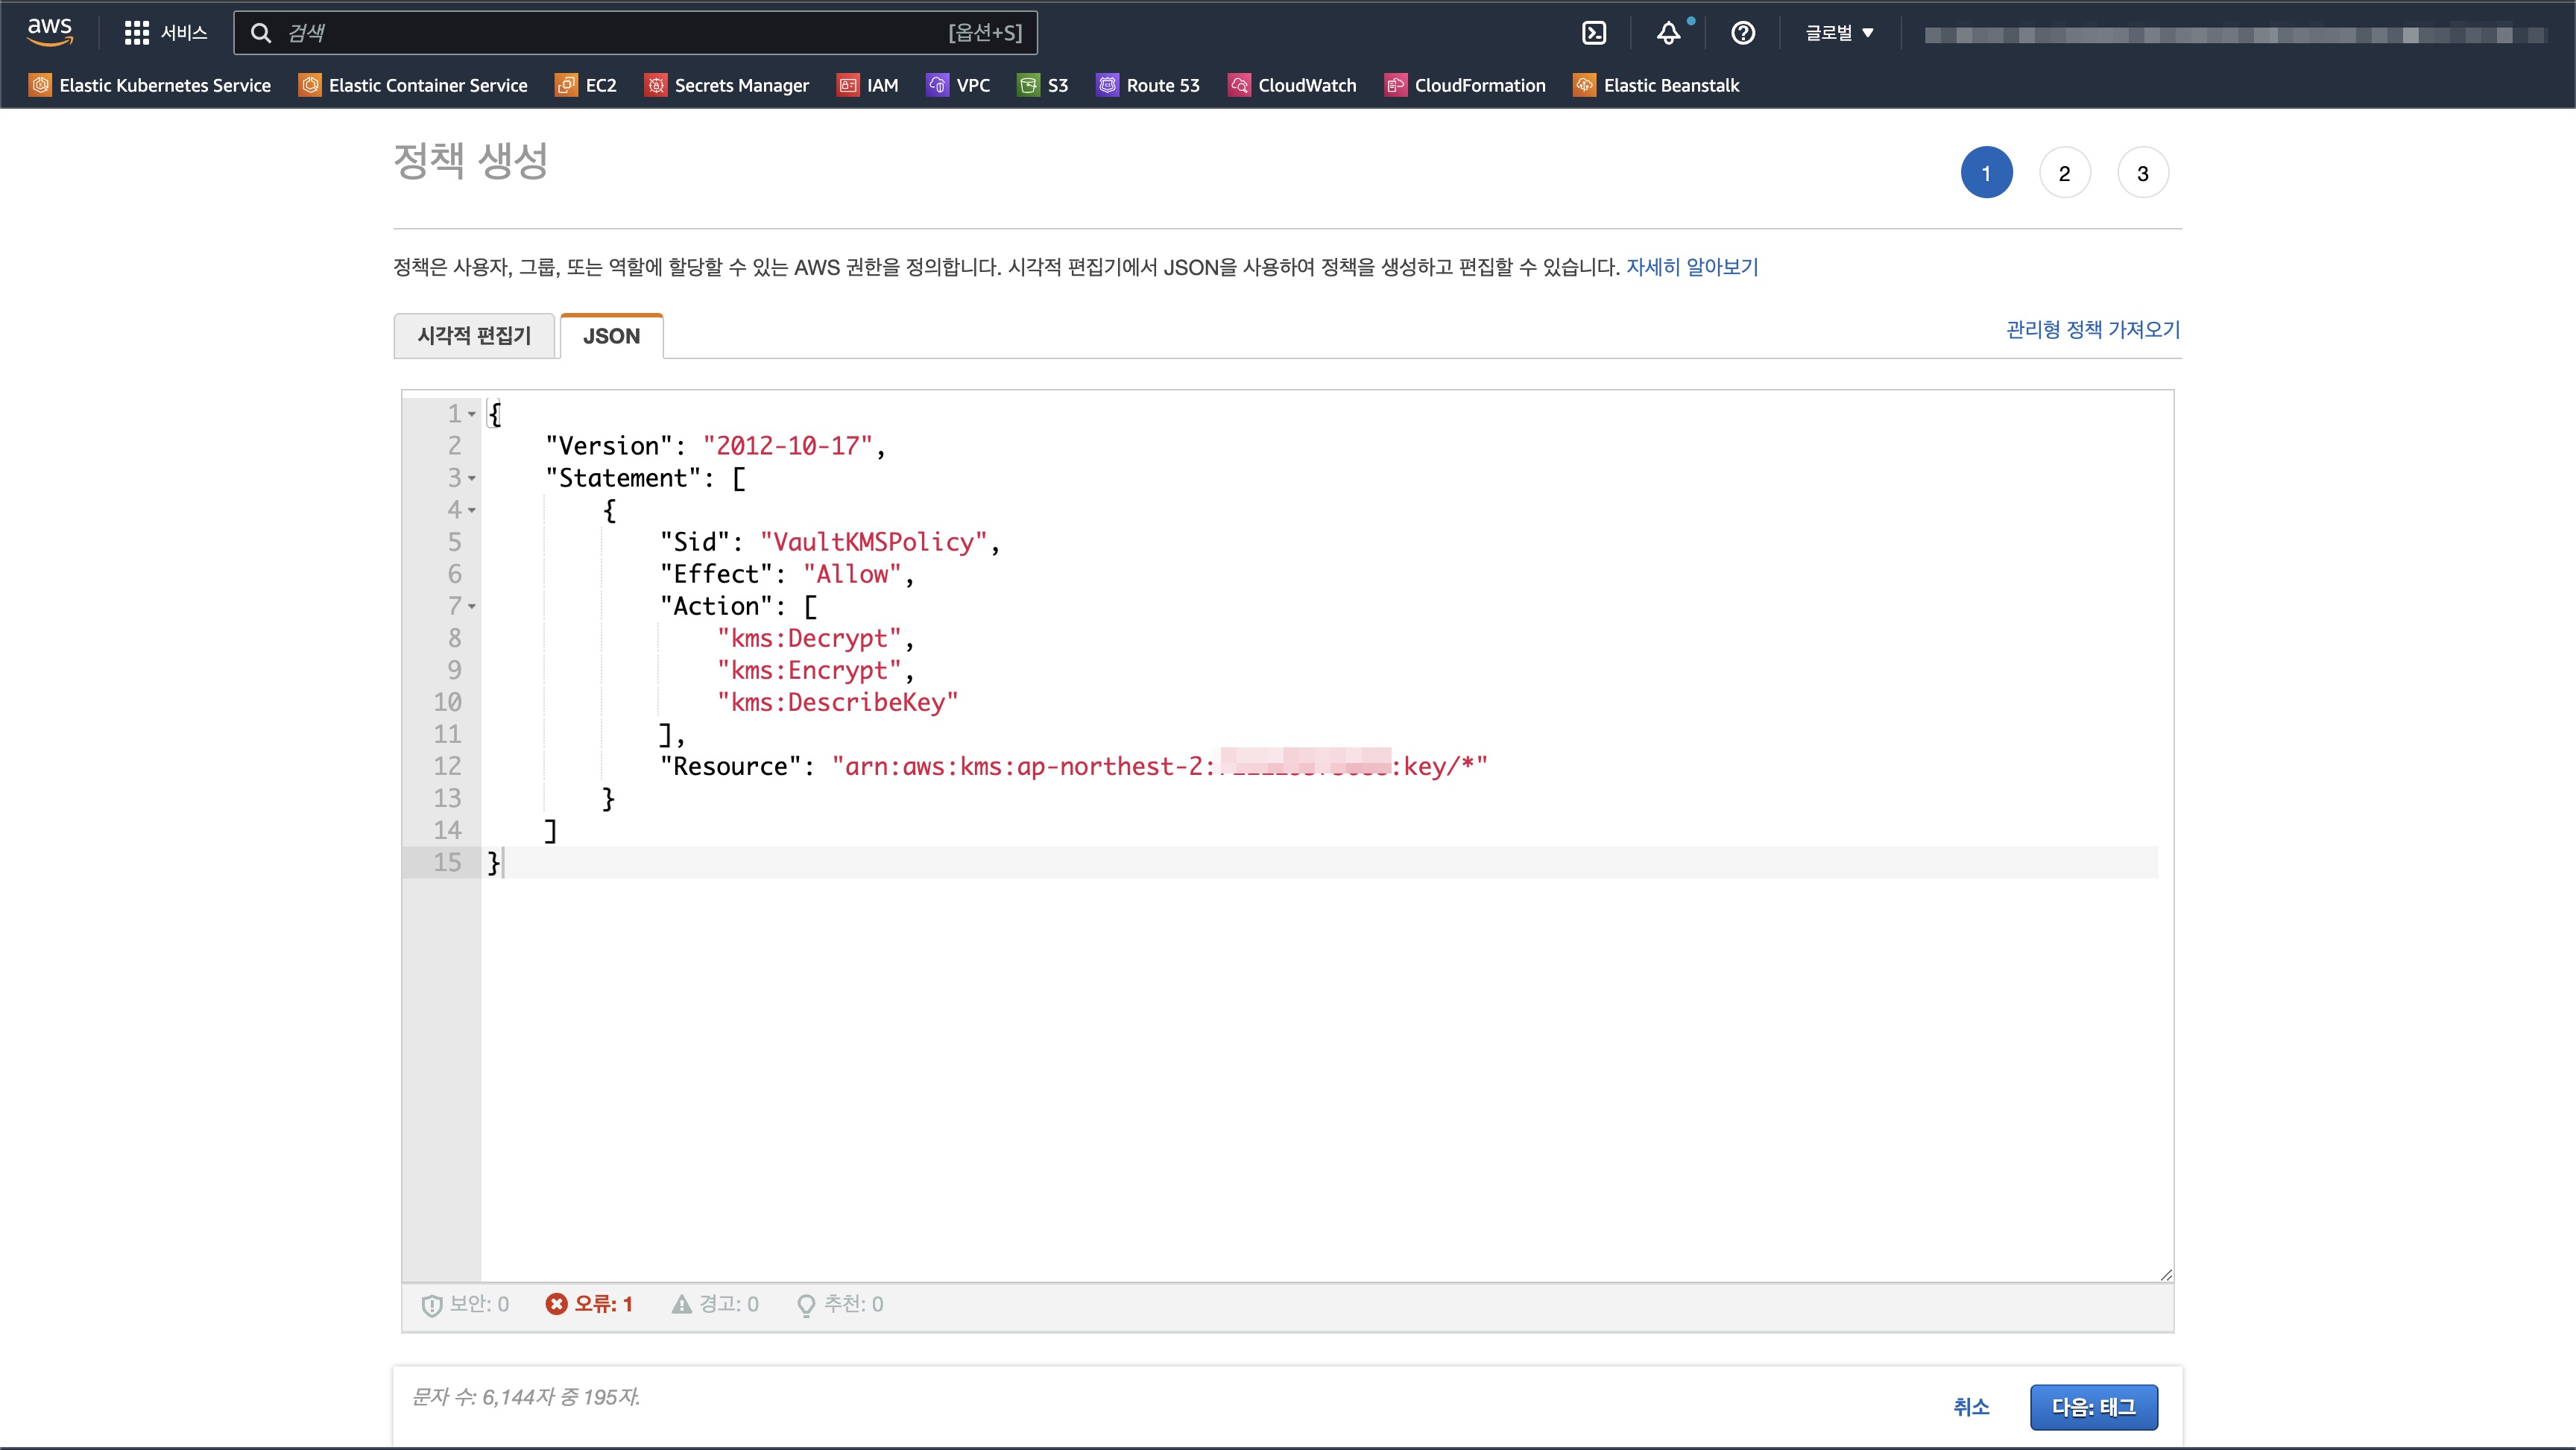 aws 서비스 검색 [옵션+S] 글로벌
Elastic Kubernetes Service Elastic Container Service EC2 Secrets Manager IAM VPC S3 Route 53 CloudWatch CloudFormation Elastic Beanstalk
정책 생성
1 2 3
정책은 사용자, 그룹, 또는 역할에 할당할 수 있는 AWS 권한을 정의합니다. 시각적 편집기에서 JSON을 사용하여 정책을 생성하고 편집할 수 있습니다. 자세히 알아보기
시각적 편집기 JSON 관리형 정책 가져오기
1 {
2 "Version": "2012-10-17",
3 "Statement": [
4 {
5 "Sid": "VaultKMSPolicy",
6 "Effect": "Allow",
7 "Action": [
8 "kms:Decrypt",
9 "kms:Encrypt",
10 "kms:DescribeKey"
11 ],
12 "Resource": "arn:aws:kms:ap-northest-2: :key/*"
13 }
14 ]
15 }
보안: 0 오류: 1 경고: 0 추천: 0
문자 수: 6,144자 중 195자. 취소 다음: 태그